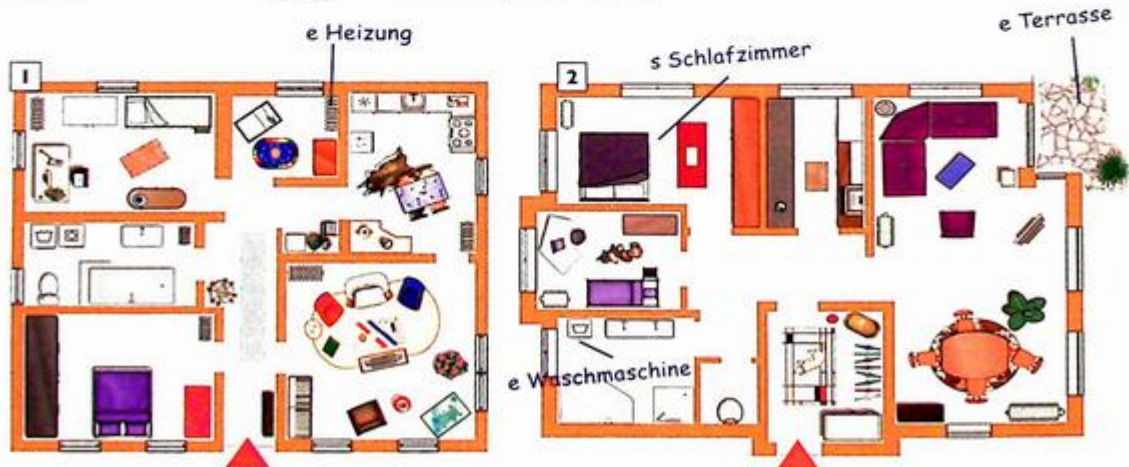 e Heizung
e Terrasse
s Schlafzimmer
1
2
e Waschmaschine